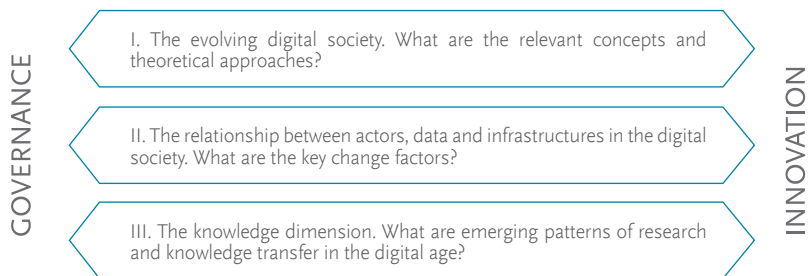 GOVERNANCE
I. The evolving digital society. What are the relevant concepts and
theoretical approaches?
II. The relationship between actors, data and infrastructures in the digital
society. What are the key change factors?
III. The knowledge dimension. What are emerging patterns of research
and knowledge transfer in the digital age?
INNOVATION